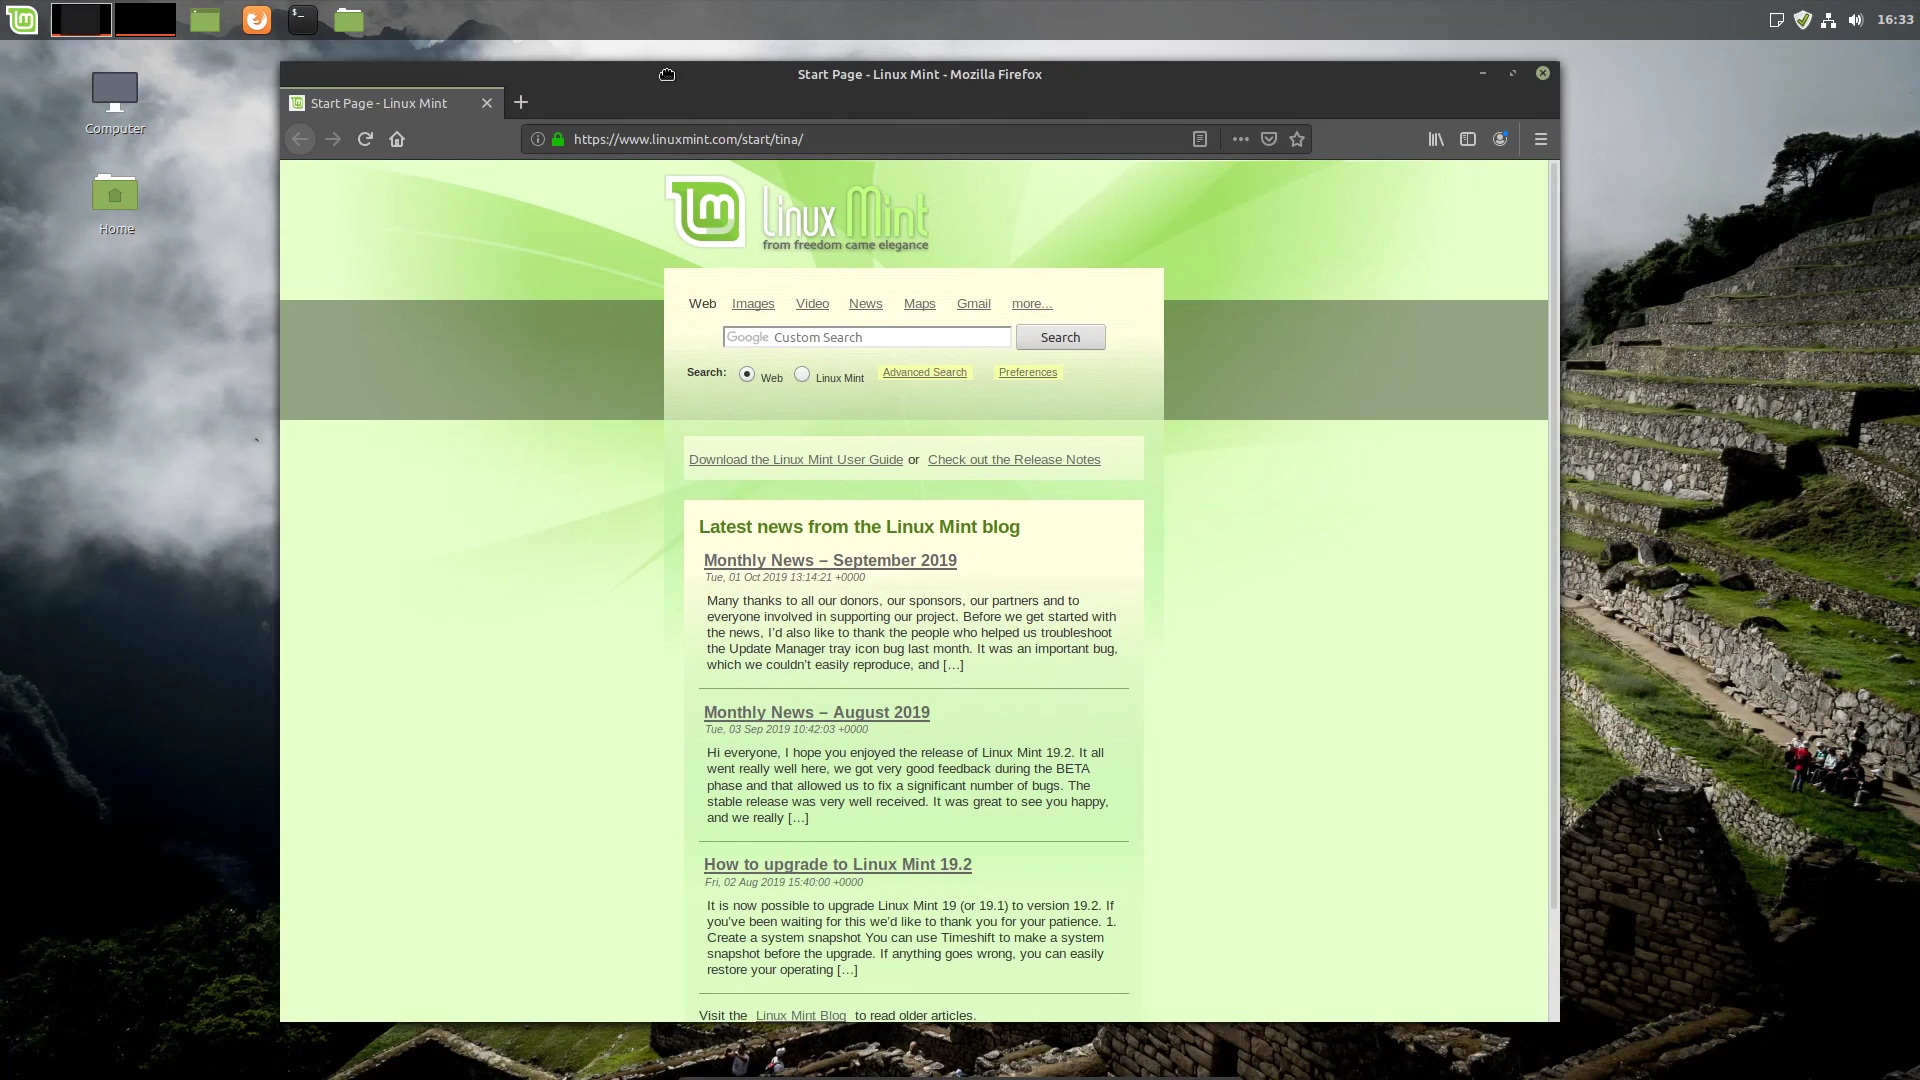 16:33
Computer
Home
Start Page - Linux Mint - Mozilla Firefox
Start Page - Linux Mint
https://www.linuxmint.com/start/tina/
Linux Mint
from freedom came elegance
Web Images Video News Maps Gmail more...
Google Custom Search Search
Search: Web Linux Mint Advanced Search Preferences
Download the Linux Mint User Guide or Check out the Release Notes
Latest news from the Linux Mint blog
Monthly News – September 2019
Tue, 01 Oct 2019 13:14:21 +0000
Many thanks to all our donors, our sponsors, our partners and to
everyone involved in supporting our project. Before we get started with
the news, I’d also like to thank the people who helped us troubleshoot
the Update Manager tray icon bug last month. It was an important bug,
which we couldn’t easily reproduce, and […]
Monthly News – August 2019
Tue, 03 Sep 2019 10:42:03 +0000
Hi everyone, I hope you enjoyed the release of Linux Mint 19.2. It all
went really well here, we got very good feedback during the BETA
phase and that allowed us to fix a significant number of bugs. The
stable release was very well received. It was great to see you happy,
and we really […]
How to upgrade to Linux Mint 19.2
Fri, 02 Aug 2019 15:40:00 +0000
It is now possible to upgrade Linux Mint 19 (or 19.1) to version 19.2. If
you’ve been waiting for this we’d like to thank you for your patience. 1.
Create a system snapshot You can use Timeshift to make a system
snapshot before the upgrade. If anything goes wrong, you can easily
restore your operating […]
Visit the Linux Mint Blog to read older articles.